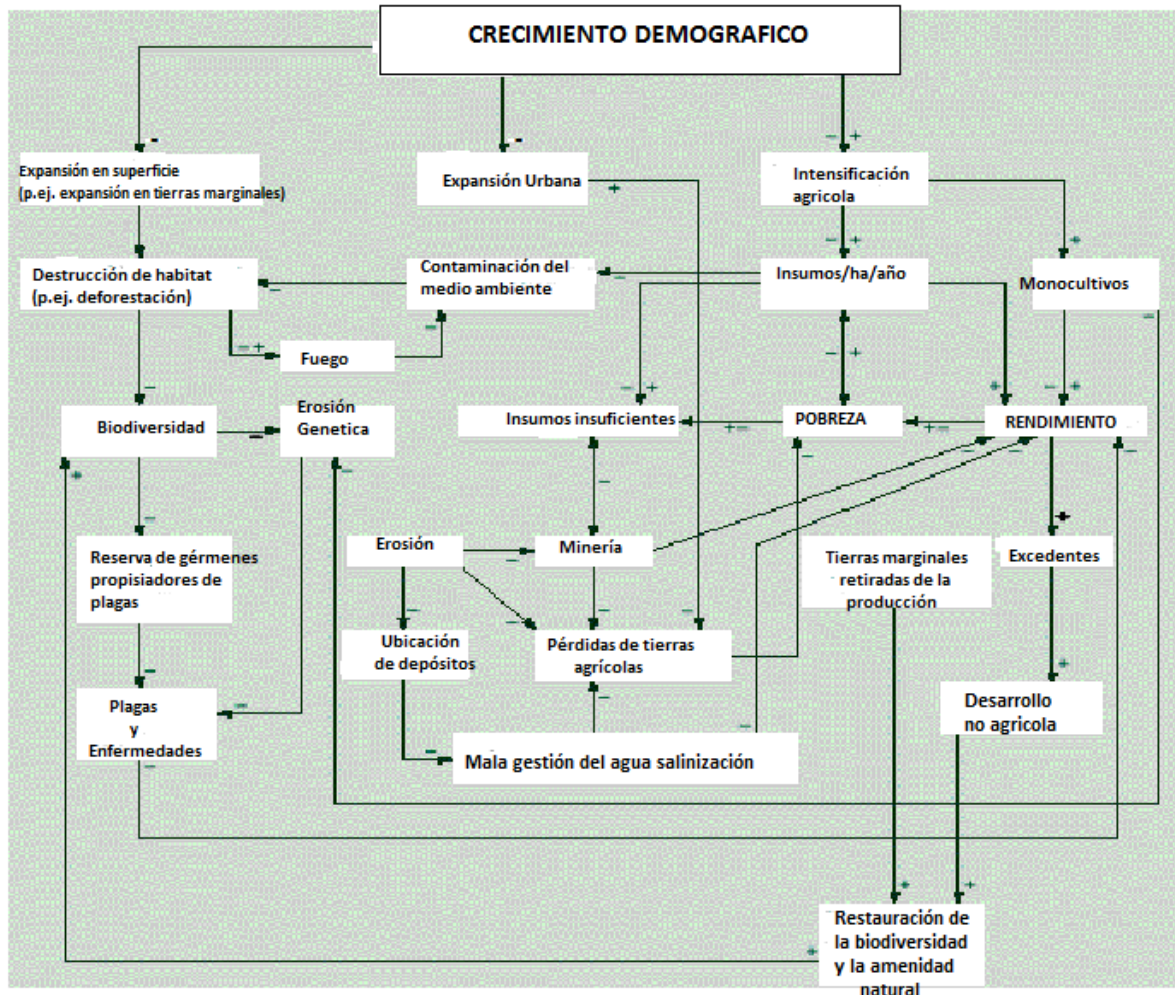 CRECIMIENTO DEMOGRAFICO
Expansión en superficie
(p.ej. expansión en tierras marginales)
Expansión Urbana
Intensificación
agricola
Destrucción de habitat
(p.ej. deforestación)
Contaminación del
medio ambiente
Insumos/ha/año
Monocultivos
Fuego
Biodiversidad
Erosión
Genetica
Insumos insuficientes
POBREZA
RENDIMIENTO
Reserva de gérmenes
propisiadores de
plagas
Erosión
Minería
Tierras marginales
retiradas de la
producción
Excedentes
Ubicación
de depósitos
Pérdidas de tierras
agrícolas
Plagas
y
Enfermedades
Desarrollo
no agricola
Mala gestión del agua salinización
Restauración de
la biodiversidad
y la amenidad
natural